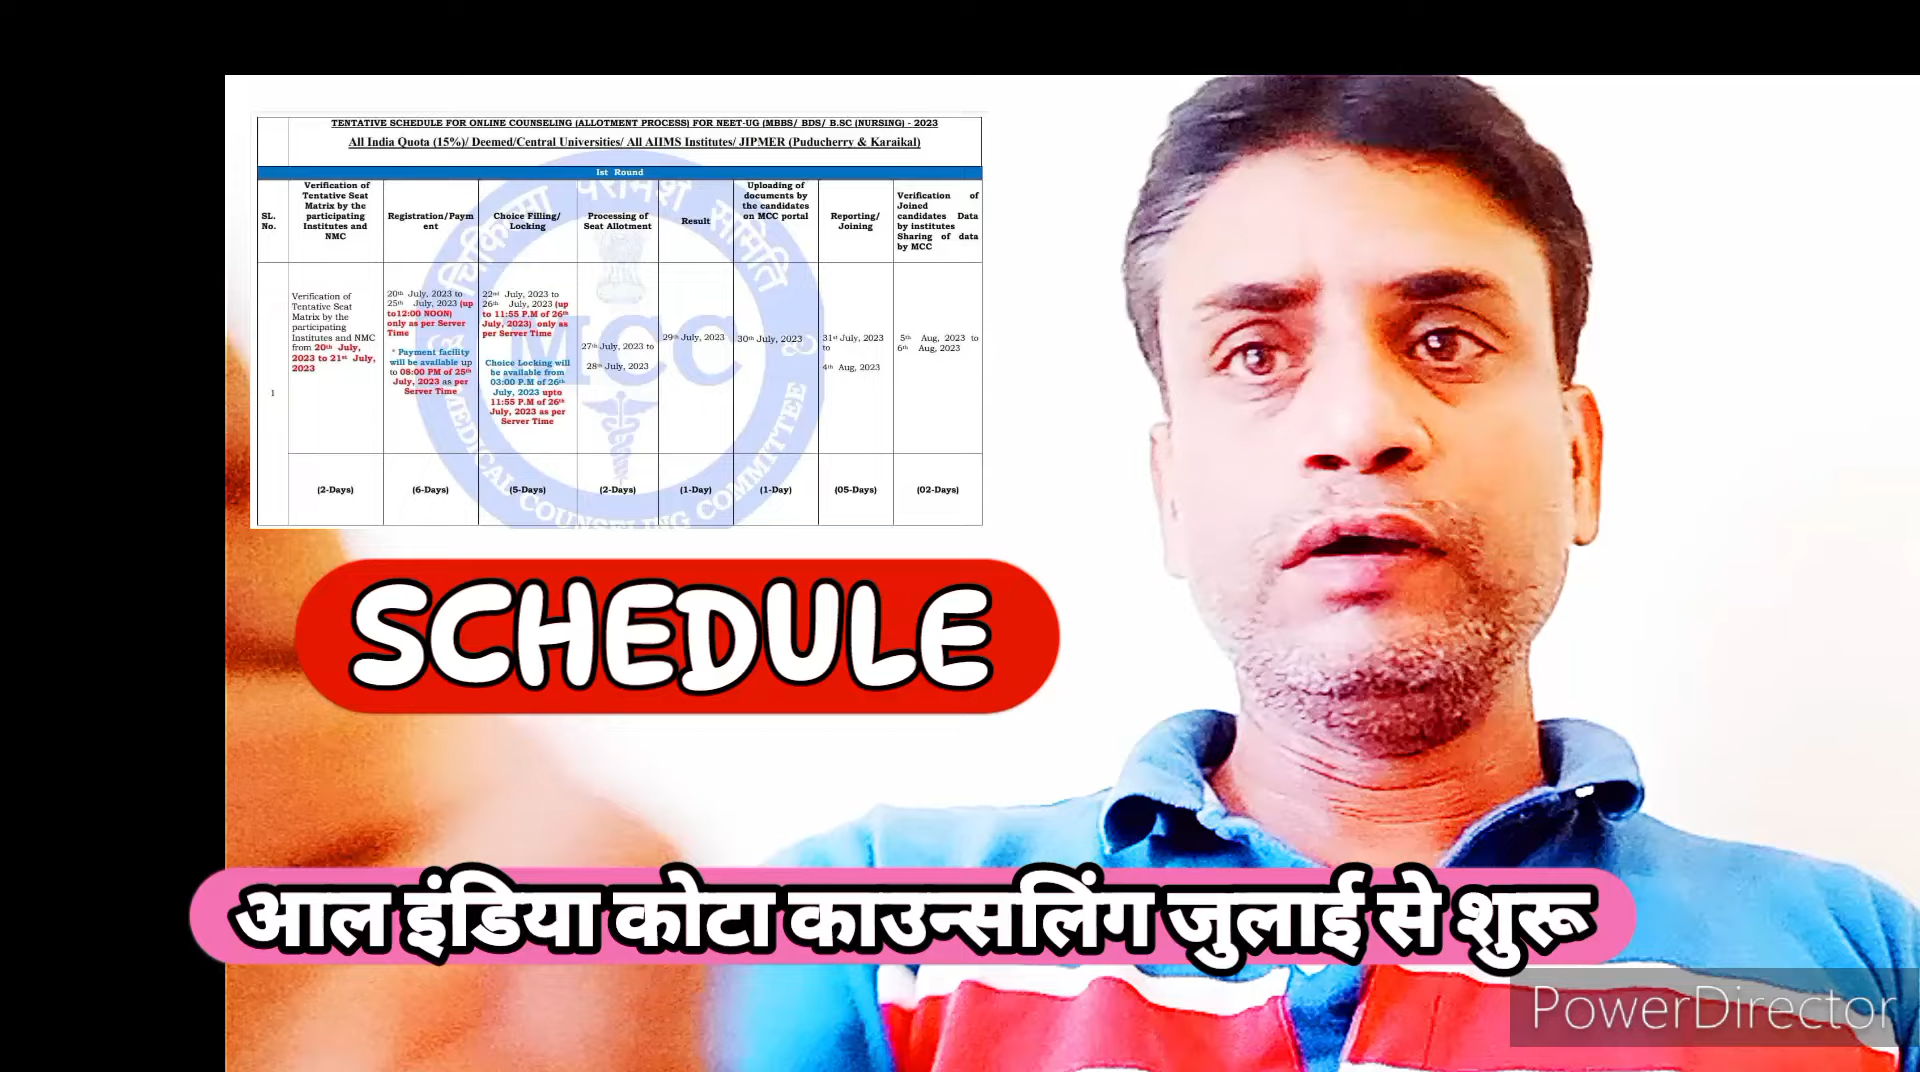 TENTATIVE SCHEDULE FOR ONLINE COUNSELING (ALLOTMENT PROCESS) FOR NEET-UG (MBBS/ BDS/ B.SC (NURSING) - 2023
All India Quota (15%)/ Deemed/Central Universities/ All AIIMS Institutes/ JIPMER (Puducherry & Karaikal)
Ist Round
SL.
No.
Verification of
Tentative Seat
Matrix by the
participating
Institutes and
NMC
Registration/Paym
ent
Choice Filling/
Locking
Processing of
Seat Allotment
Result
Uploading of
documents by
the candidates
on MCC portal
Reporting/
Joining
Verification of
Joined
candidates Data
by institutes
Sharing of data
by MCC
1
Verification of
Tentative Seat
Matrix by the
participating
Institutes and NMC
from 20th July,
2023 to 21st July,
2023
20th July, 2023 to
25th July, 2023 (up
to12:00 NOON)
only as per Server
Time
* Payment facility
will be available up
to 08:00 PM of 25th
July, 2023 as per
Server Time
22nd July, 2023 to
26th July, 2023 (up
to 11:55 P.M of 26th
July, 2023) only as
per Server Time
Choice Locking will
be available from
03:00 P.M of 26th
July, 2023 upto
11:55 P.M of 26th
July, 2023 as per
Server Time
27th July, 2023 to
28th July, 2023
29th July, 2023
30th July, 2023
31st July, 2023
to
4th Aug, 2023
5th Aug, 2023 to
6th Aug, 2023
(2-Days)
(6-Days)
(5-Days)
(2-Days)
(1-Day)
(1-Day)
(05-Days)
(02-Days)
चिकित्सा परामर्श समिति
MCC
MEDICAL COUNSELING COMMITTEE
SCHEDULE
आल इंडिया कोटा काउन्सलिंग जुलाई से शुरू
PowerDirector